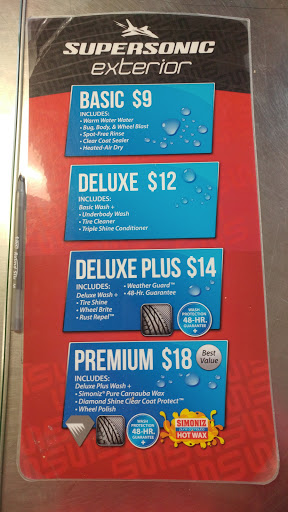 SUPERSONIC
exterior
BASIC $9
INCLUDES:
• Warm Water Water
• Bug, Body, & Wheel Blast
• Spot-Free Rinse
• Clear Coat Sealer
• Heated-Air Dry
DELUXE $12
INCLUDES:
Basic Wash +
• Underbody Wash
• Tire Cleaner
• Triple Shine Conditioner
DELUXE PLUS $14
INCLUDES:
Deluxe Wash +
• Tire Shine
• Wheel Brite
• Rust Repel™
• Weather Guard™
• 48-Hr. Guarantee
WASH
PROTECTION
48-HR.
GUARANTEE
+
PREMIUM $18
Best
Value
INCLUDES:
Deluxe Plus Wash +
• Simoniz® Pure Carnauba Wax
• Diamond Shine Clear Coat Protect™
• Wheel Polish
WASH
PROTECTION
48-HR.
GUARANTEE
+
SIMONIZ
HOT WAX